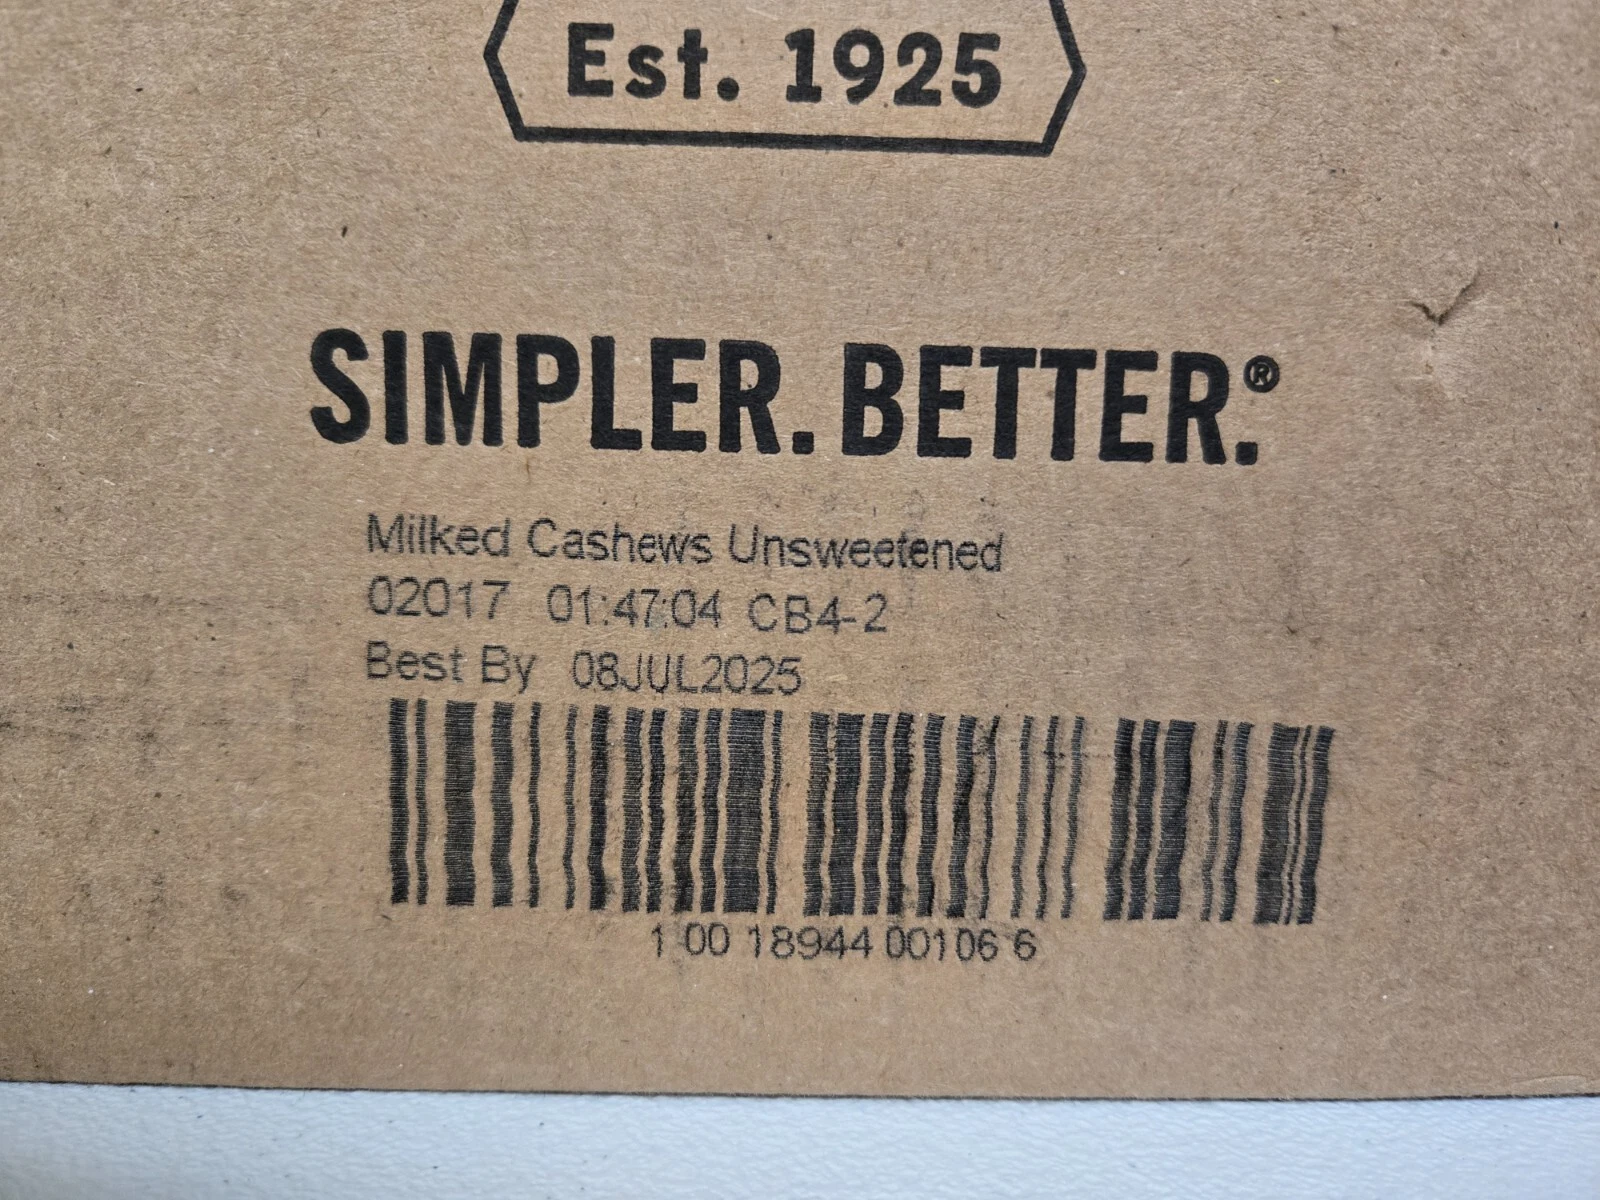 Est. 1925
SIMPLER. BETTER.®
Milked Cashews Unsweetened
02017 01:47:04 CB4-2
Best By 08JUL2025
1 00 18944 00106 6